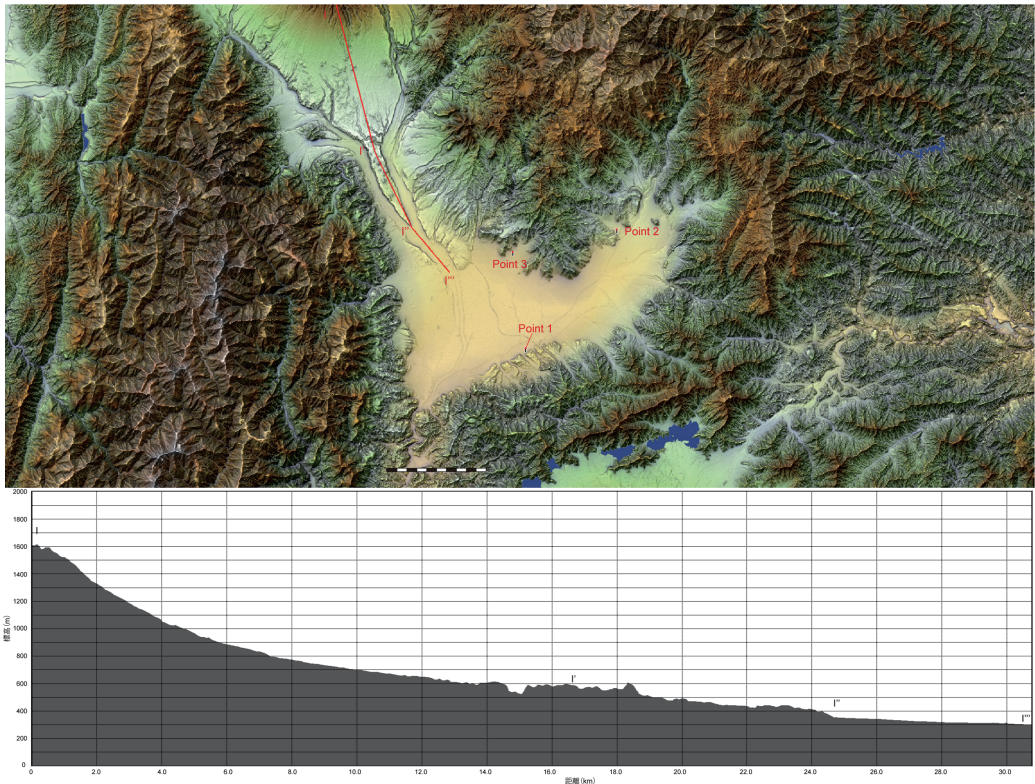 I'
I''
I'''
Point 2
Point 3
Point 1
2000
1800
1600
1400
1200
1000
800
600
400
200
0
標高(m)
I
I'
I''
I'''
0
2.0
4.0
6.0
8.0
10.0
12.0
14.0
16.0
18.0
20.0
22.0
24.0
26.0
28.0
30.0
距離(km)